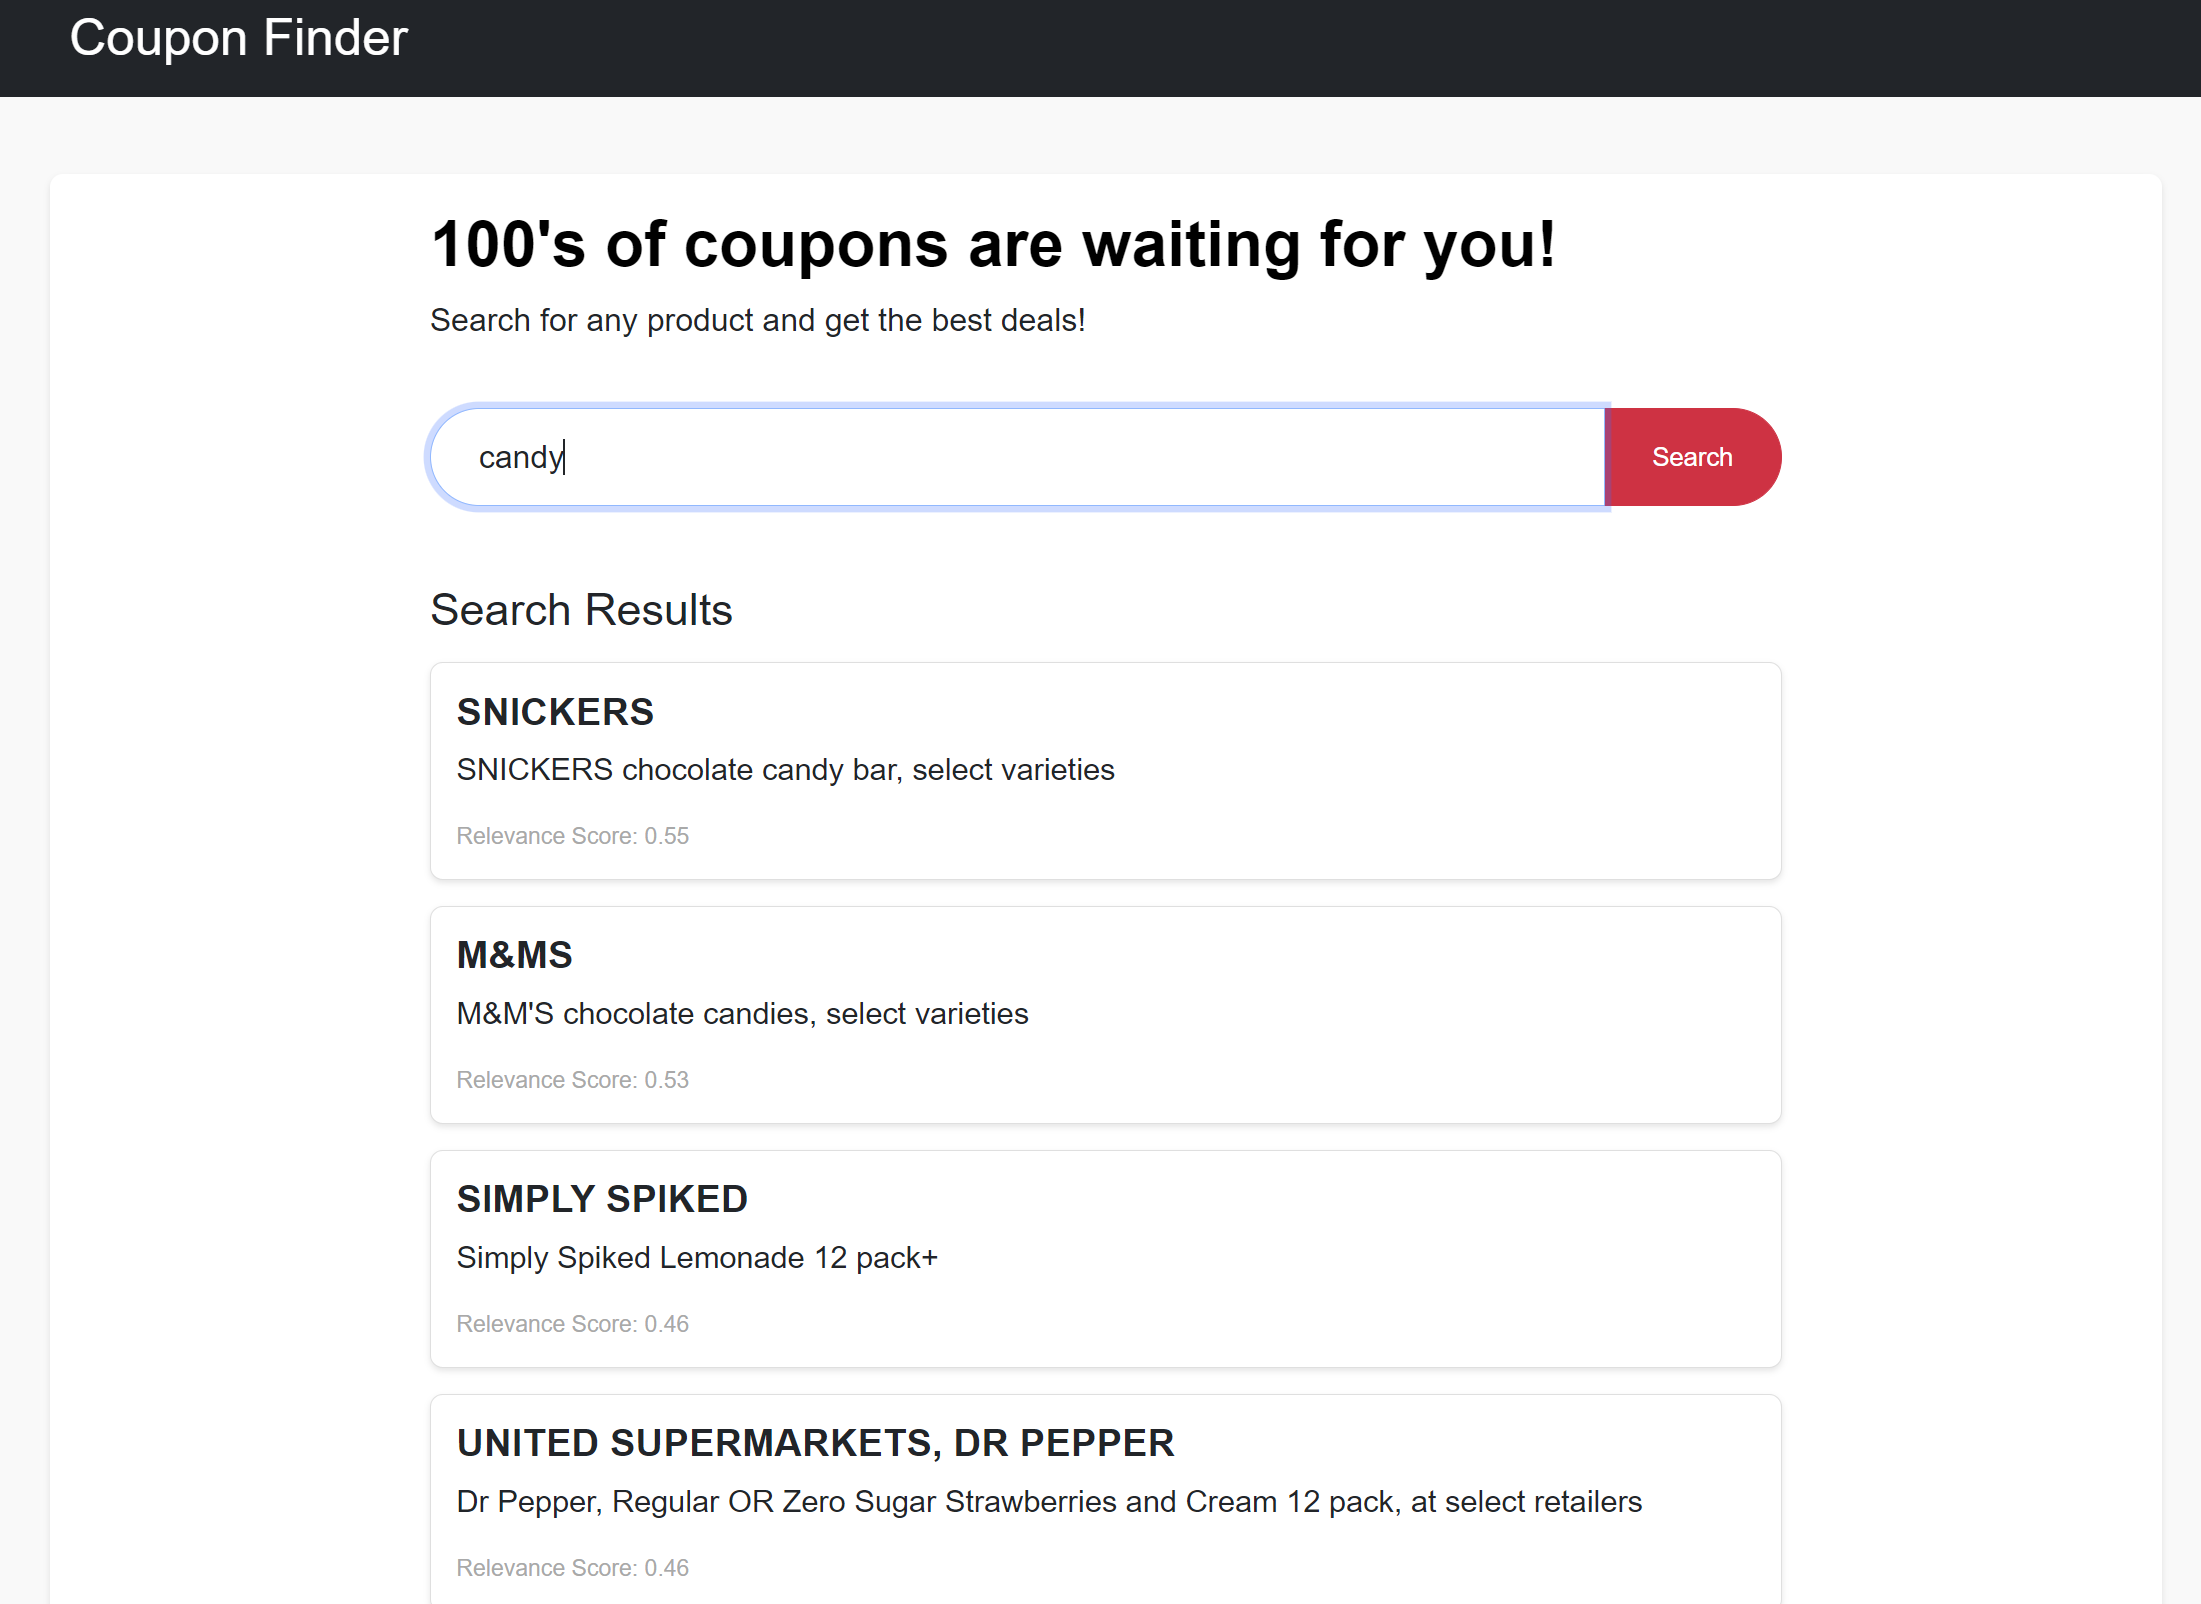 Coupon Finder
100's of coupons are waiting for you!
Search for any product and get the best deals!
candy
Search
Search Results
SNICKERS
SNICKERS chocolate candy bar, select varieties
Relevance Score: 0.55
M&MS
M&M'S chocolate candies, select varieties
Relevance Score: 0.53
SIMPLY SPIKED
Simply Spiked Lemonade 12 pack+
Relevance Score: 0.46
UNITED SUPERMARKETS, DR PEPPER
Dr Pepper, Regular OR Zero Sugar Strawberries and Cream 12 pack, at select retailers
Relevance Score: 0.46